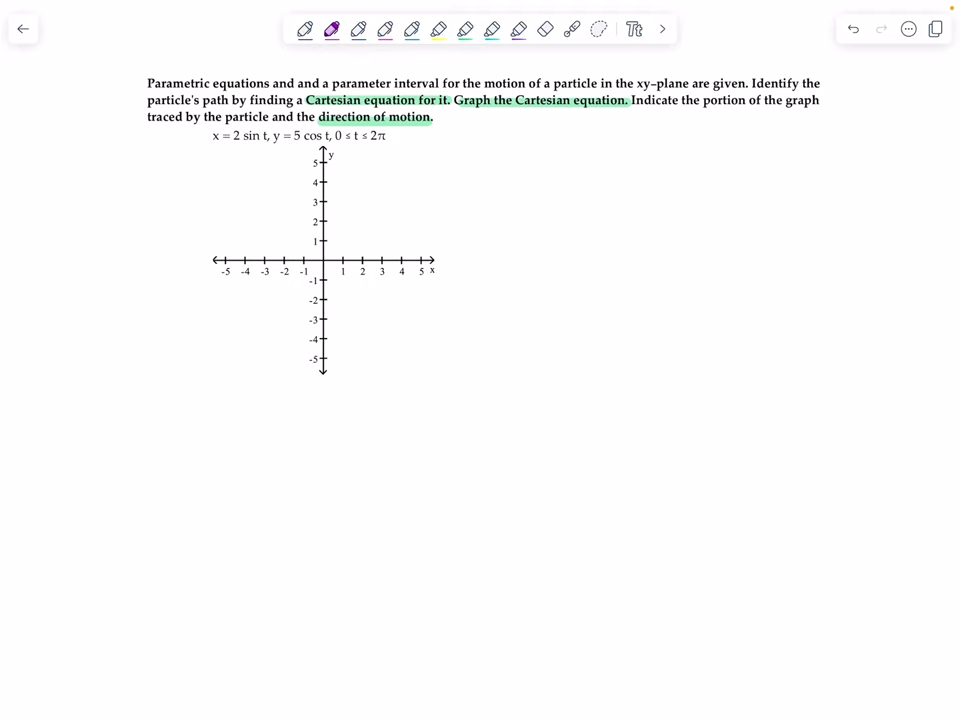 Tt
Parametric equations and and a parameter interval for the motion of a particle in the xy–plane are given. Identify the
particle's path by finding a Cartesian equation for it. Graph the Cartesian equation. Indicate the portion of the graph
traced by the particle and the direction of motion.
x = 2 sin t, y = 5 cos t, 0 ≤ t ≤ 2π
y
5
4
3
2
1
-5 -4 -3 -2 -1 1 2 3 4 5 x
-1
-2
-3
-4
-5